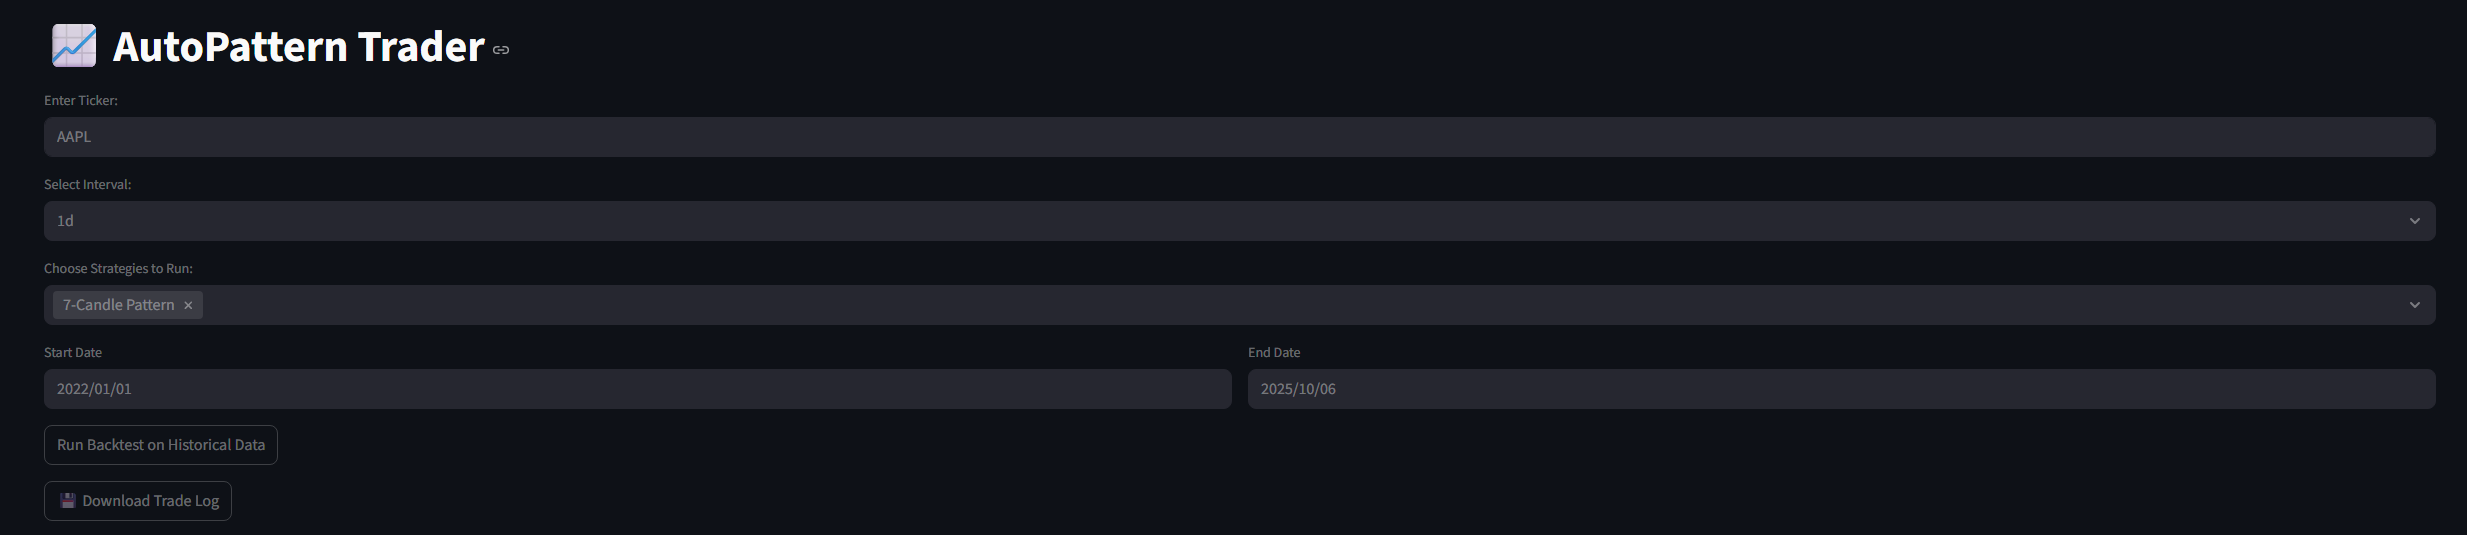 AutoPattern Trader
Enter Ticker:
AAPL
Select Interval:
1d
Choose Strategies to Run:
7-Candle Pattern ×
Start Date
End Date
2022/01/01
2025/10/06
Run Backtest on Historical Data
Download Trade Log